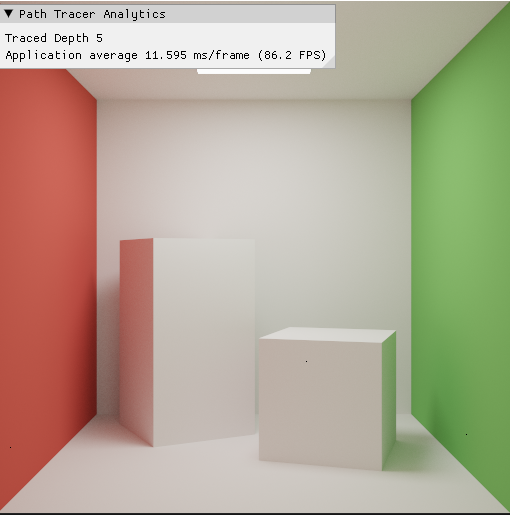 Path Tracer Analytics
Traced Depth 5
Application average 11.595 ms/frame (86.2 FPS)